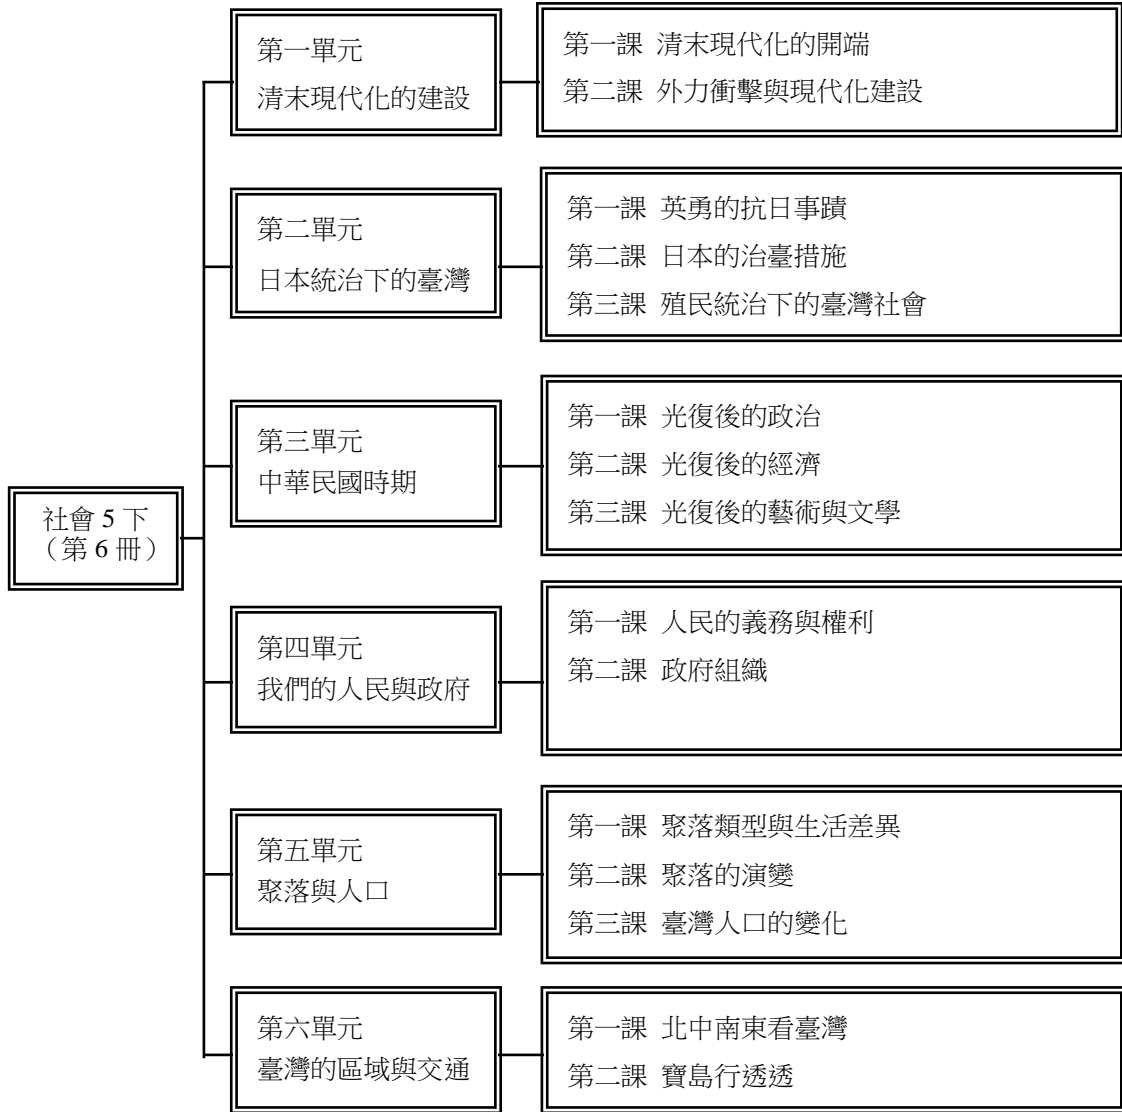 社會 5 下
（第 6 冊）
第一單元
清末現代化的建設
第一課 清末現代化的開端
第二課 外力衝擊與現代化建設
第二單元
日本統治下的臺灣
第一課 英勇的抗日事蹟
第二課 日本的治臺措施
第三課 殖民統治下的臺灣社會
第三單元
中華民國時期
第一課 光復後的政治
第二課 光復後的經濟
第三課 光復後的藝術與文學
第四單元
我們的人民與政府
第一課 人民的義務與權利
第二課 政府組織
第五單元
聚落與人口
第一課 聚落類型與生活差異
第二課 聚落的演變
第三課 臺灣人口的變化
第六單元
臺灣的區域與交通
第一課 北中南東看臺灣
第二課 寶島行透透